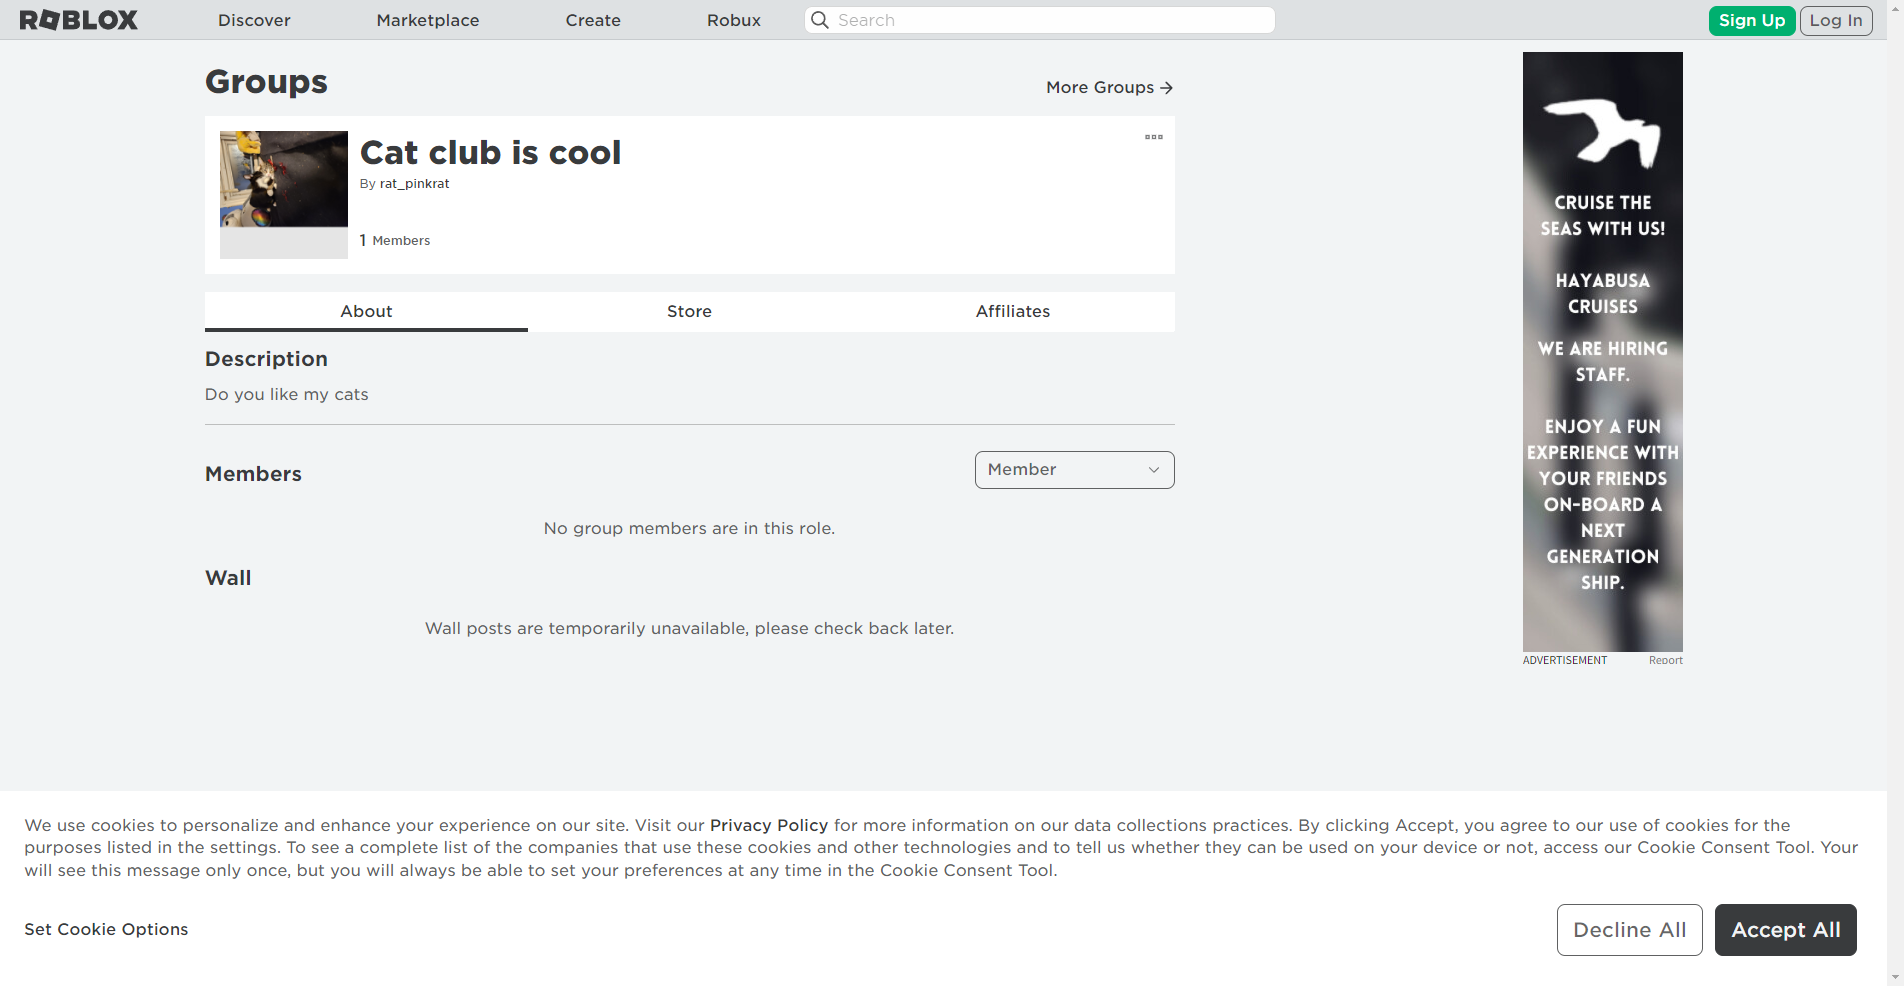 ROBLOX
Discover
Marketplace
Create
Robux
Search
Sign Up
Log In
Groups
More Groups →
Cat club is cool
By rat_pinkrat
1 Members
About
Store
Affiliates
Description
Do you like my cats
Members
Member
No group members are in this role.
Wall
Wall posts are temporarily unavailable, please check back later.
CRUISE THE
SEAS WITH US!
HAYABUSA
CRUISES
WE ARE HIRING
STAFF.
ENJOY A FUN
EXPERIENCE WITH
YOUR FRIENDS
ON-BOARD A
NEXT
GENERATION
SHIP.
ADVERTISEMENT
Report
We use cookies to personalize and enhance your experience on our site. Visit our Privacy Policy for more information on our data collections practices. By clicking Accept, you agree to our use of cookies for the
purposes listed in the settings. To see a complete list of the companies that use these cookies and other technologies and to tell us whether they can be used on your device or not, access our Cookie Consent Tool. Your
will see this message only once, but you will always be able to set your preferences at any time in the Cookie Consent Tool.
Set Cookie Options
Decline All
Accept All